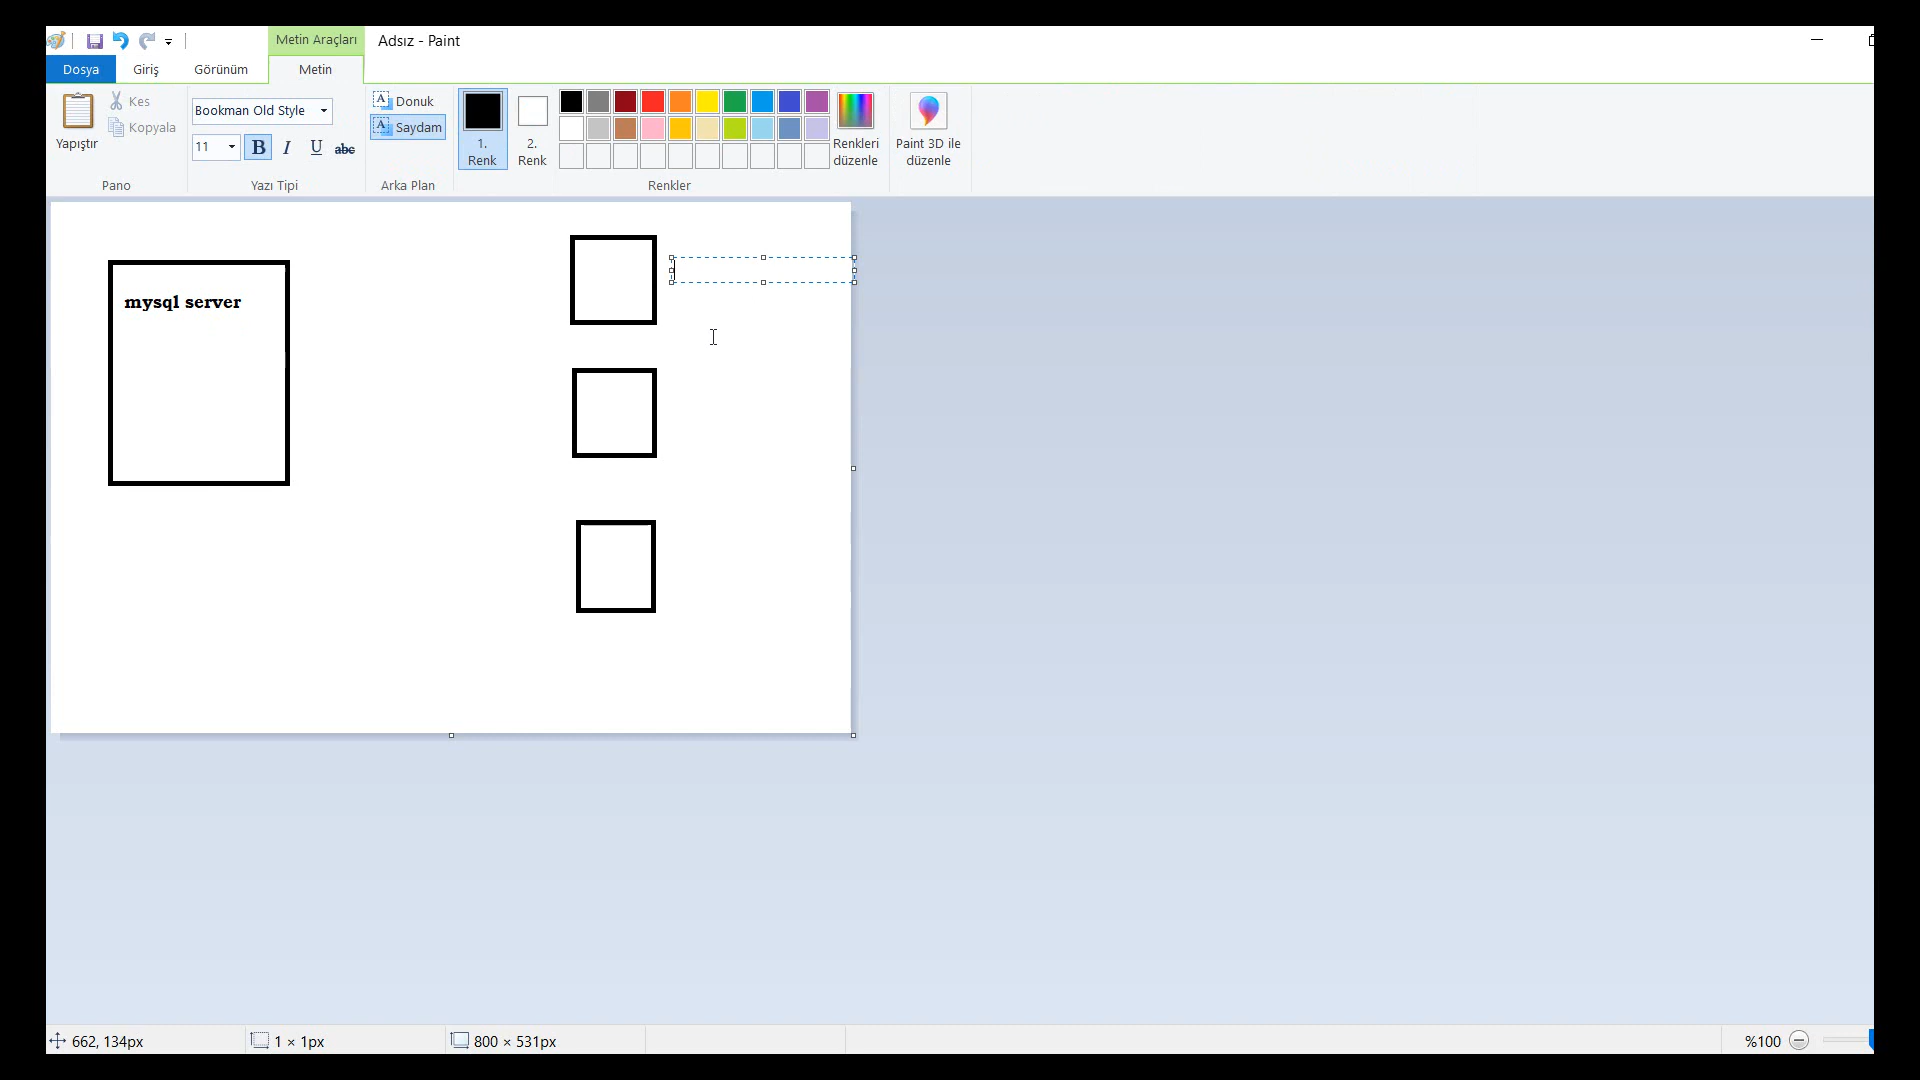 Metin Araçları
Adsız - Paint
Dosya
Giriş
Görünüm
Metin
Yapıştır
Kes
Kopyala
Pano
Bookman Old Style
11
B I U abc
Yazı Tipi
A Donuk
A Saydam
Arka Plan
1.
Renk
2.
Renk
Renkleri
düzenle
Renkler
Paint 3D ile
düzenle
mysql server
662, 134px
1 × 1px
800 × 531px
%100